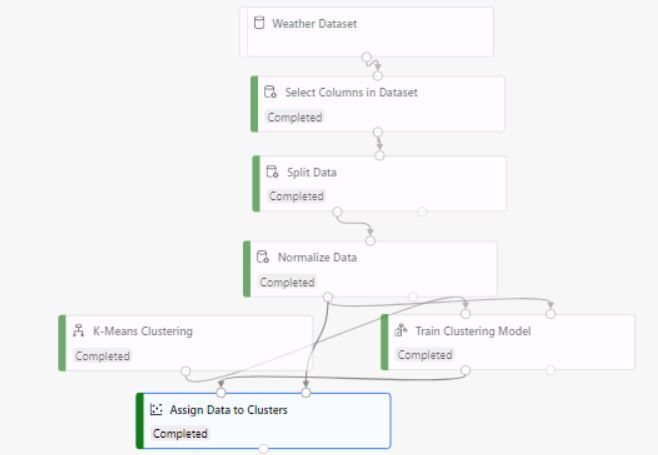 Weather Dataset
Select Columns in Dataset
Completed
Split Data
Completed
Normalize Data
Completed
K-Means Clustering
Completed
Train Clustering Model
Completed
Assign Data to Clusters
Completed